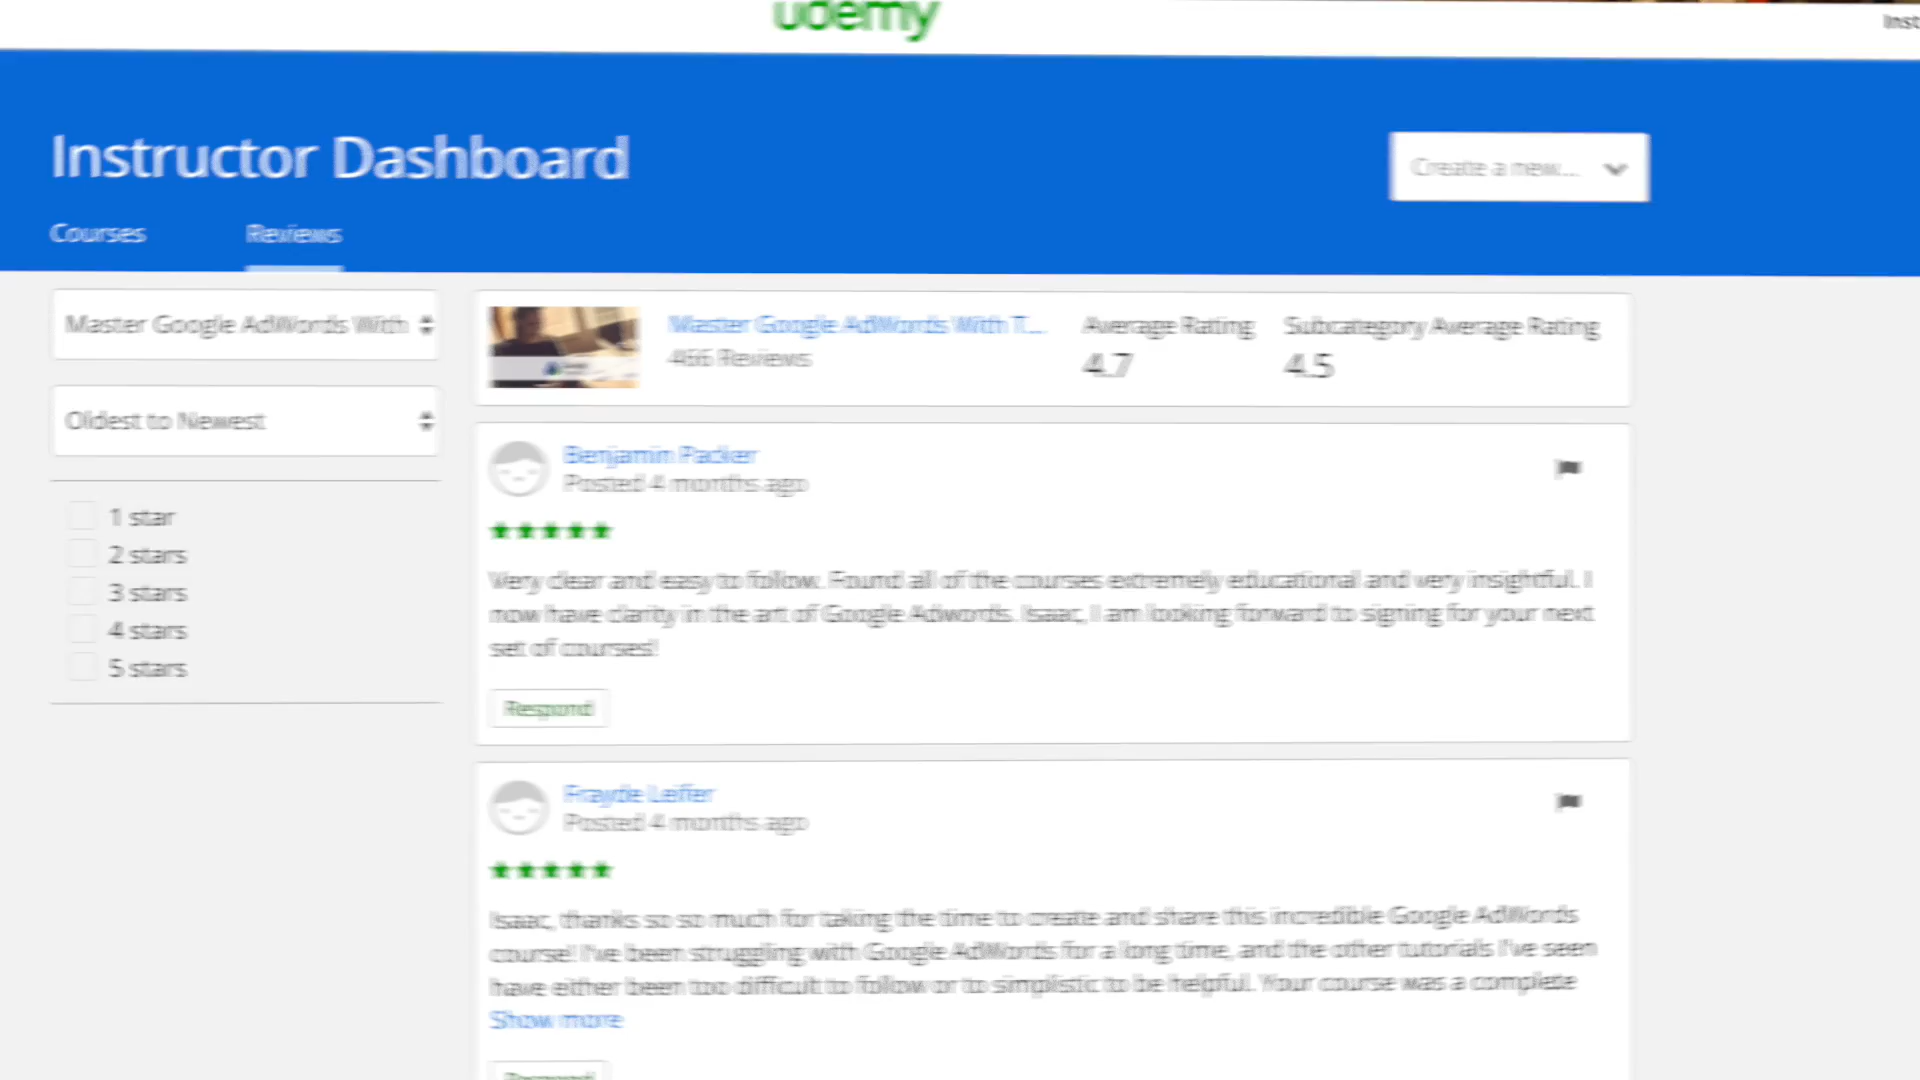 udemy
Inst
Instructor Dashboard
Create a new...
Courses
Reviews
Master Google AdWords With
Master Google AdWords With T...
466 Reviews
Average Rating
4.7
Subcategory Average Rating
4.5
Oldest to Newest
1 star
2 stars
3 stars
4 stars
5 stars
Benjamin Packer
Posted 4 months ago
Very clear and easy to follow. Found all of the courses extremely educational and very insightful. I
now have clarity in the art of Google Adwords. Isaac, I am looking forward to signing for your next
set of courses!
Respond
Frayde Leifer
Posted 4 months ago
Isaac, thanks so so much for taking the time to create and share this incredible Google AdWords
course! I've been struggling with Google AdWords for a long time, and the other tutorials I've seen
have either been too difficult to follow or to simplistic to be helpful. Your course was a complete
Show more
Respond